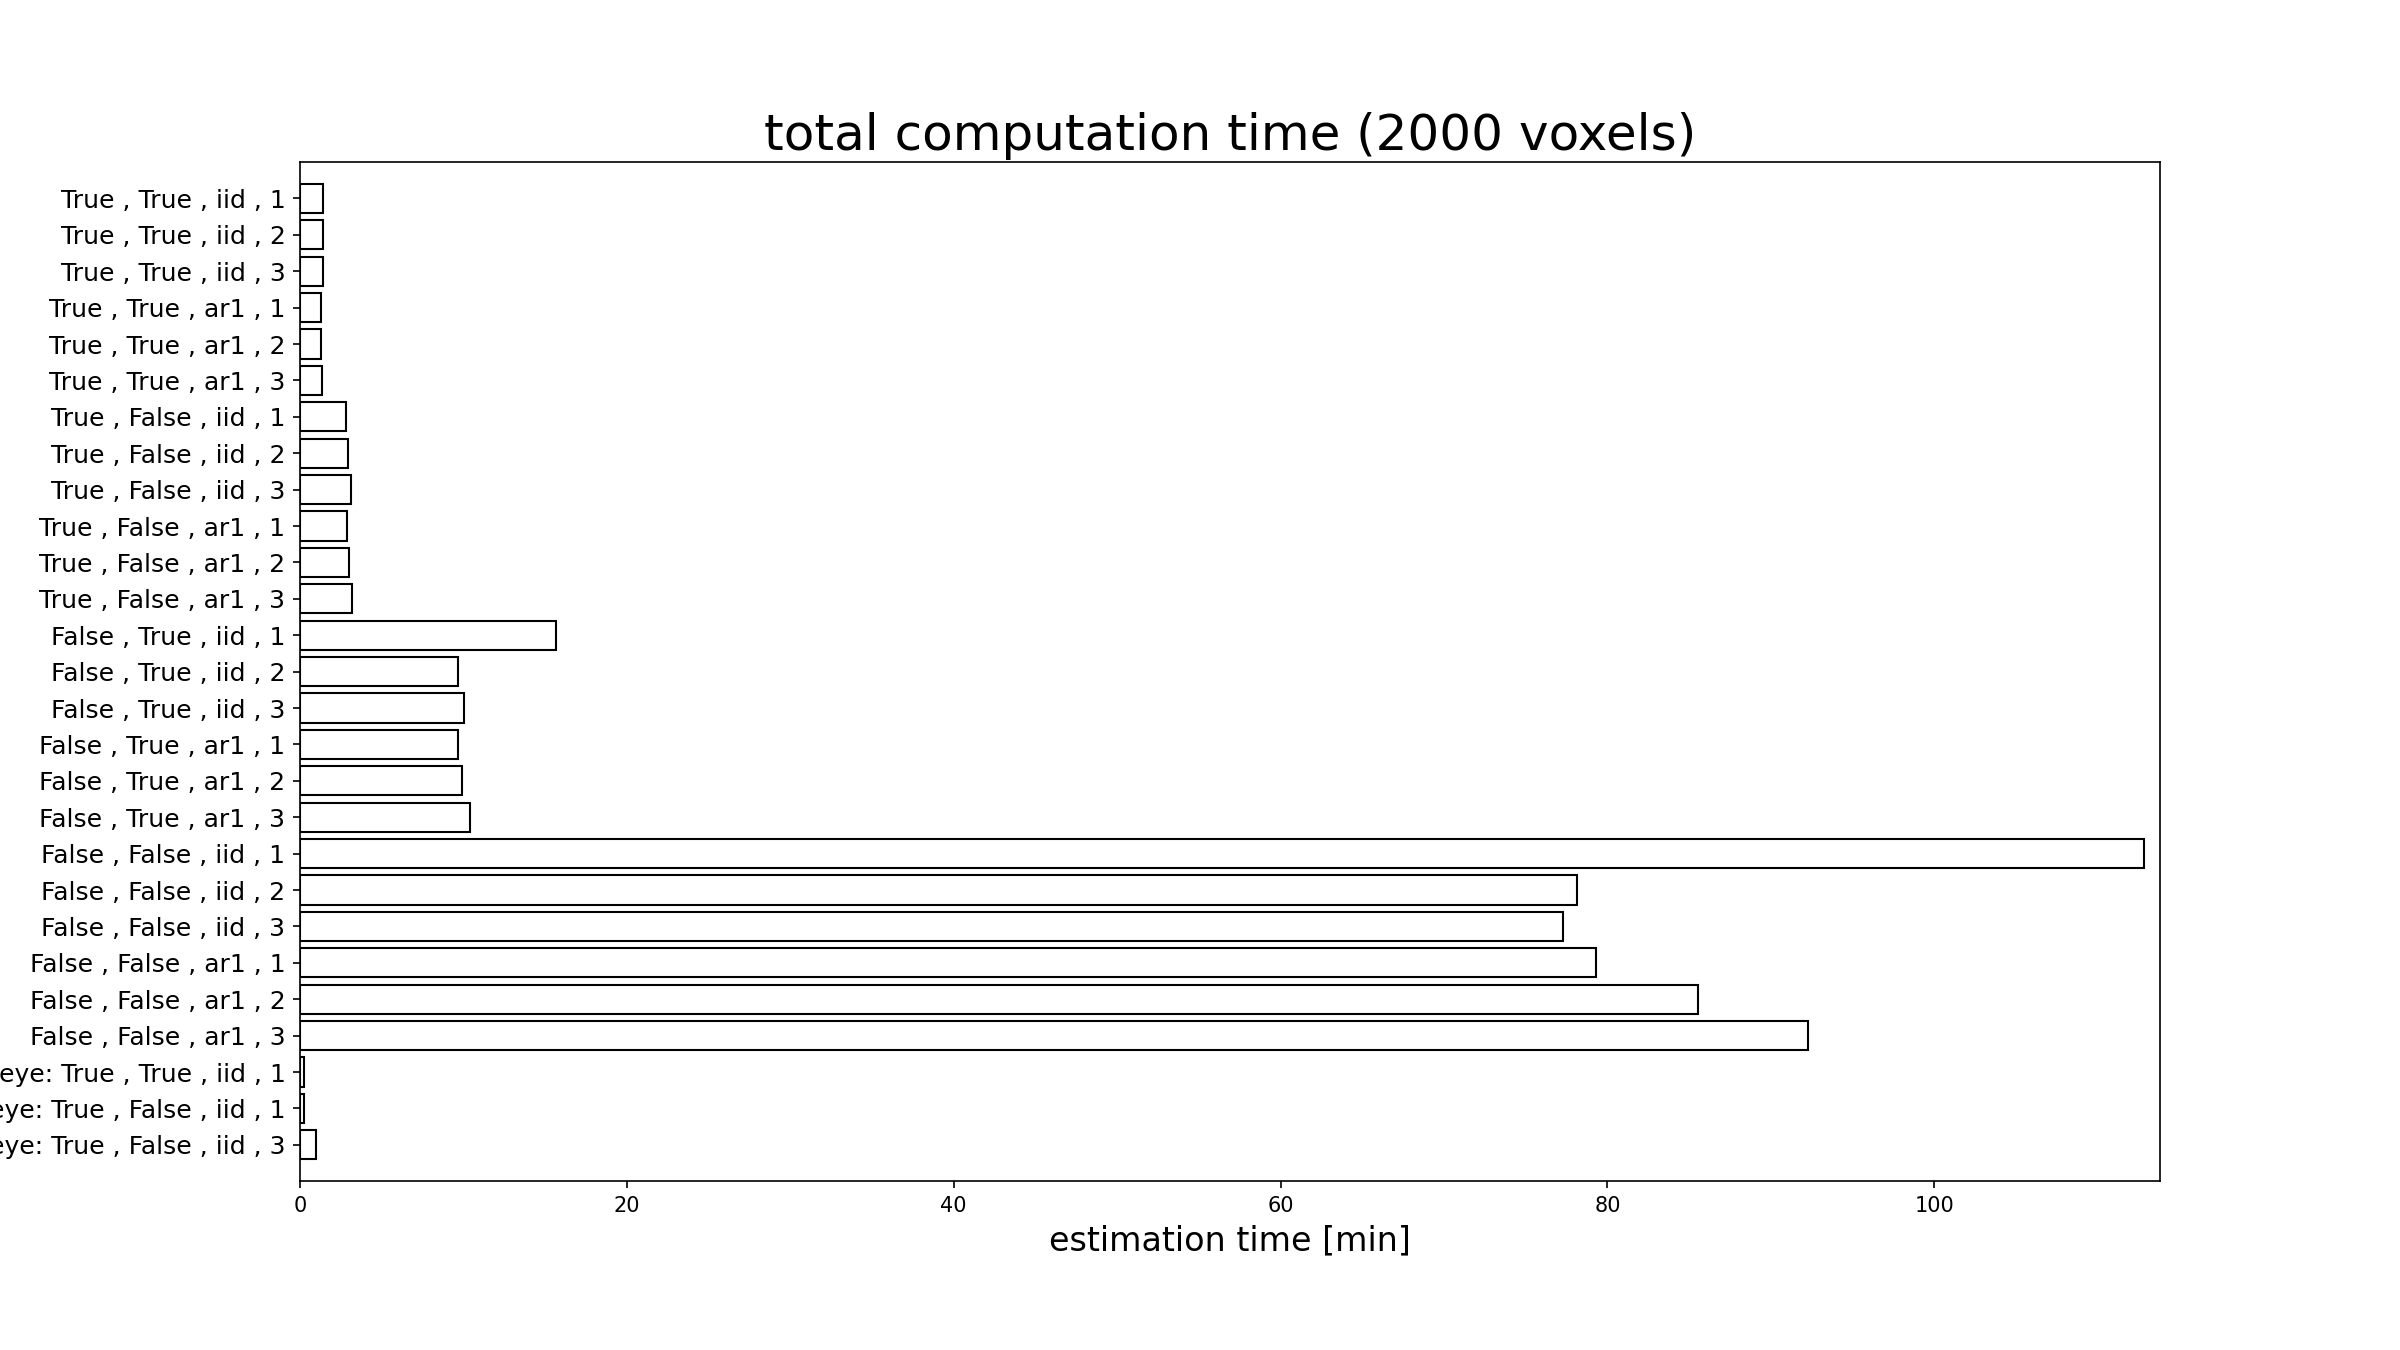 total computation time (2000 voxels)
True , True , iid , 1
True , True , iid , 2
True , True , iid , 3
True , True , ar1 , 1
True , True , ar1 , 2
True , True , ar1 , 3
True , False , iid , 1
True , False , iid , 2
True , False , iid , 3
True , False , ar1 , 1
True , False , ar1 , 2
True , False , ar1 , 3
False , True , iid , 1
False , True , iid , 2
False , True , iid , 3
False , True , ar1 , 1
False , True , ar1 , 2
False , True , ar1 , 3
False , False , iid , 1
False , False , iid , 2
False , False , iid , 3
False , False , ar1 , 1
False , False , ar1 , 2
False , False , ar1 , 3
eye: True , True , iid , 1
eye: True , False , iid , 1
eye: True , False , iid , 3
0 20 40 60 80 100
estimation time [min]